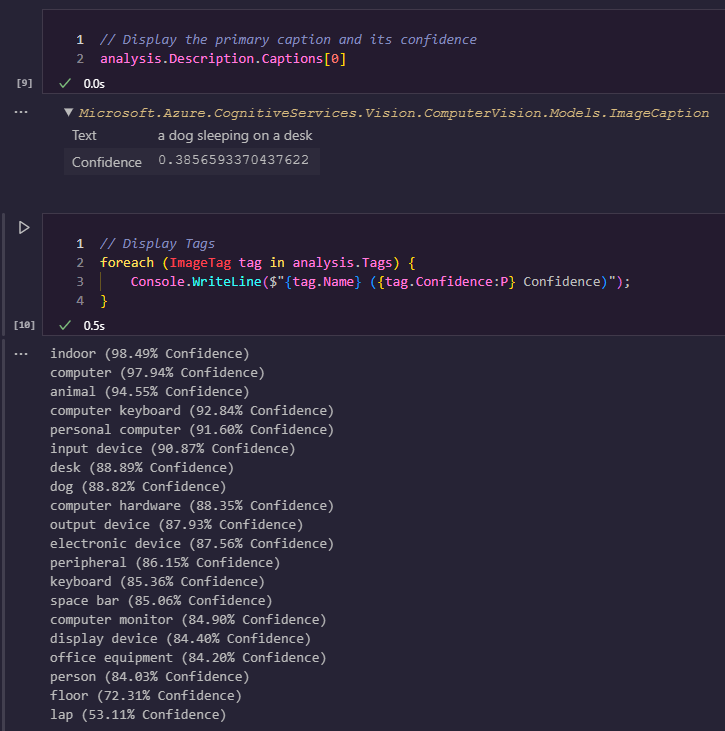 1 // Display the primary caption and its confidence
2 analysis.Description.Captions[0]
[9] 0.0s
... Microsoft.Azure.CognitiveServices.Vision.ComputerVision.Models.ImageCaption
Text a dog sleeping on a desk
Confidence 0.3856593370437622
1 // Display Tags
2 foreach (ImageTag tag in analysis.Tags) {
3     Console.WriteLine($"{tag.Name} ({tag.Confidence:P} Confidence)");
4 }
[10] 0.5s
... indoor (98.49% Confidence)
computer (97.94% Confidence)
animal (94.55% Confidence)
computer keyboard (92.84% Confidence)
personal computer (91.60% Confidence)
input device (90.87% Confidence)
desk (88.89% Confidence)
dog (88.82% Confidence)
computer hardware (88.35% Confidence)
output device (87.93% Confidence)
electronic device (87.56% Confidence)
peripheral (86.15% Confidence)
keyboard (85.36% Confidence)
space bar (85.06% Confidence)
computer monitor (84.90% Confidence)
display device (84.40% Confidence)
office equipment (84.20% Confidence)
person (84.03% Confidence)
floor (72.31% Confidence)
lap (53.11% Confidence)